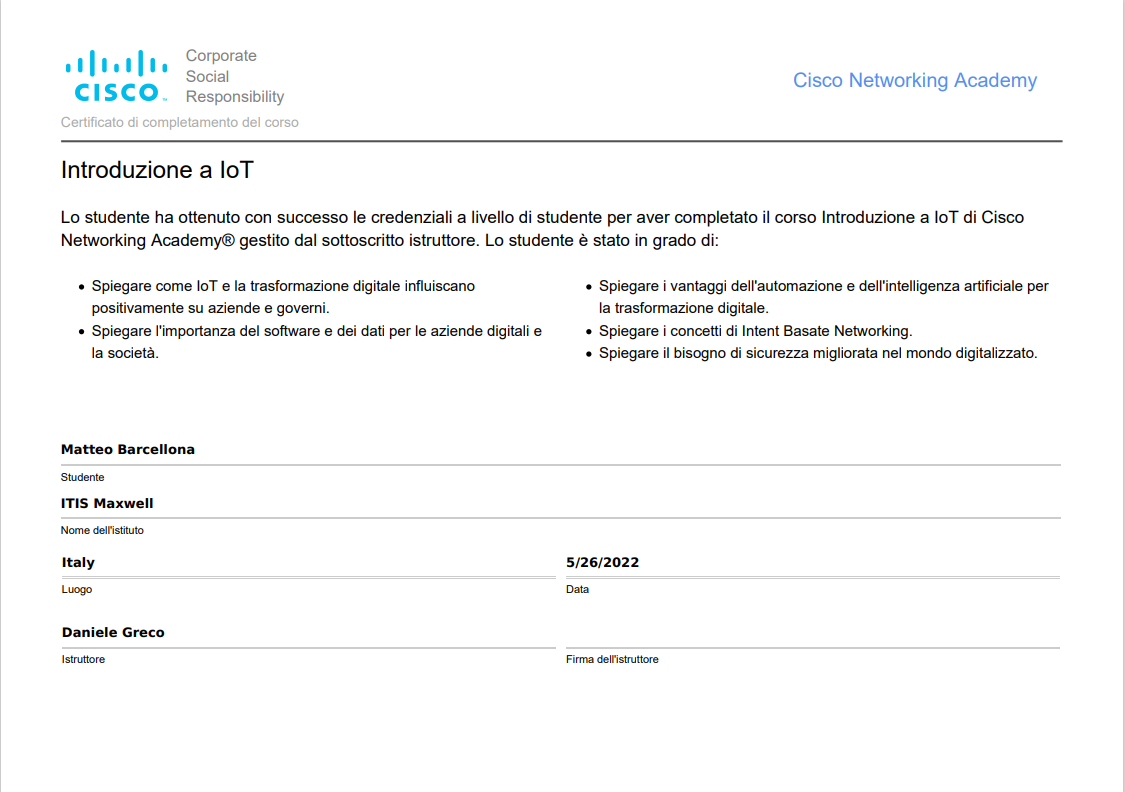 CISCO
Corporate
Social
Responsibility
Cisco Networking Academy
Certificato di completamento del corso
Introduzione a IoT
Lo studente ha ottenuto con successo le credenziali a livello di studente per aver completato il corso Introduzione a IoT di Cisco
Networking Academy® gestito dal sottoscritto istruttore. Lo studente è stato in grado di:
• Spiegare come IoT e la trasformazione digitale influiscano
positivamente su aziende e governi.
• Spiegare l'importanza del software e dei dati per le aziende digitali e
la società.
• Spiegare i vantaggi dell'automazione e dell'intelligenza artificiale per
la trasformazione digitale.
• Spiegare i concetti di Intent Basate Networking.
• Spiegare il bisogno di sicurezza migliorata nel mondo digitalizzato.
Matteo Barcellona
Studente
ITIS Maxwell
Nome dell'istituto
Italy
Luogo
5/26/2022
Data
Daniele Greco
Istruttore
Firma dell'istruttore